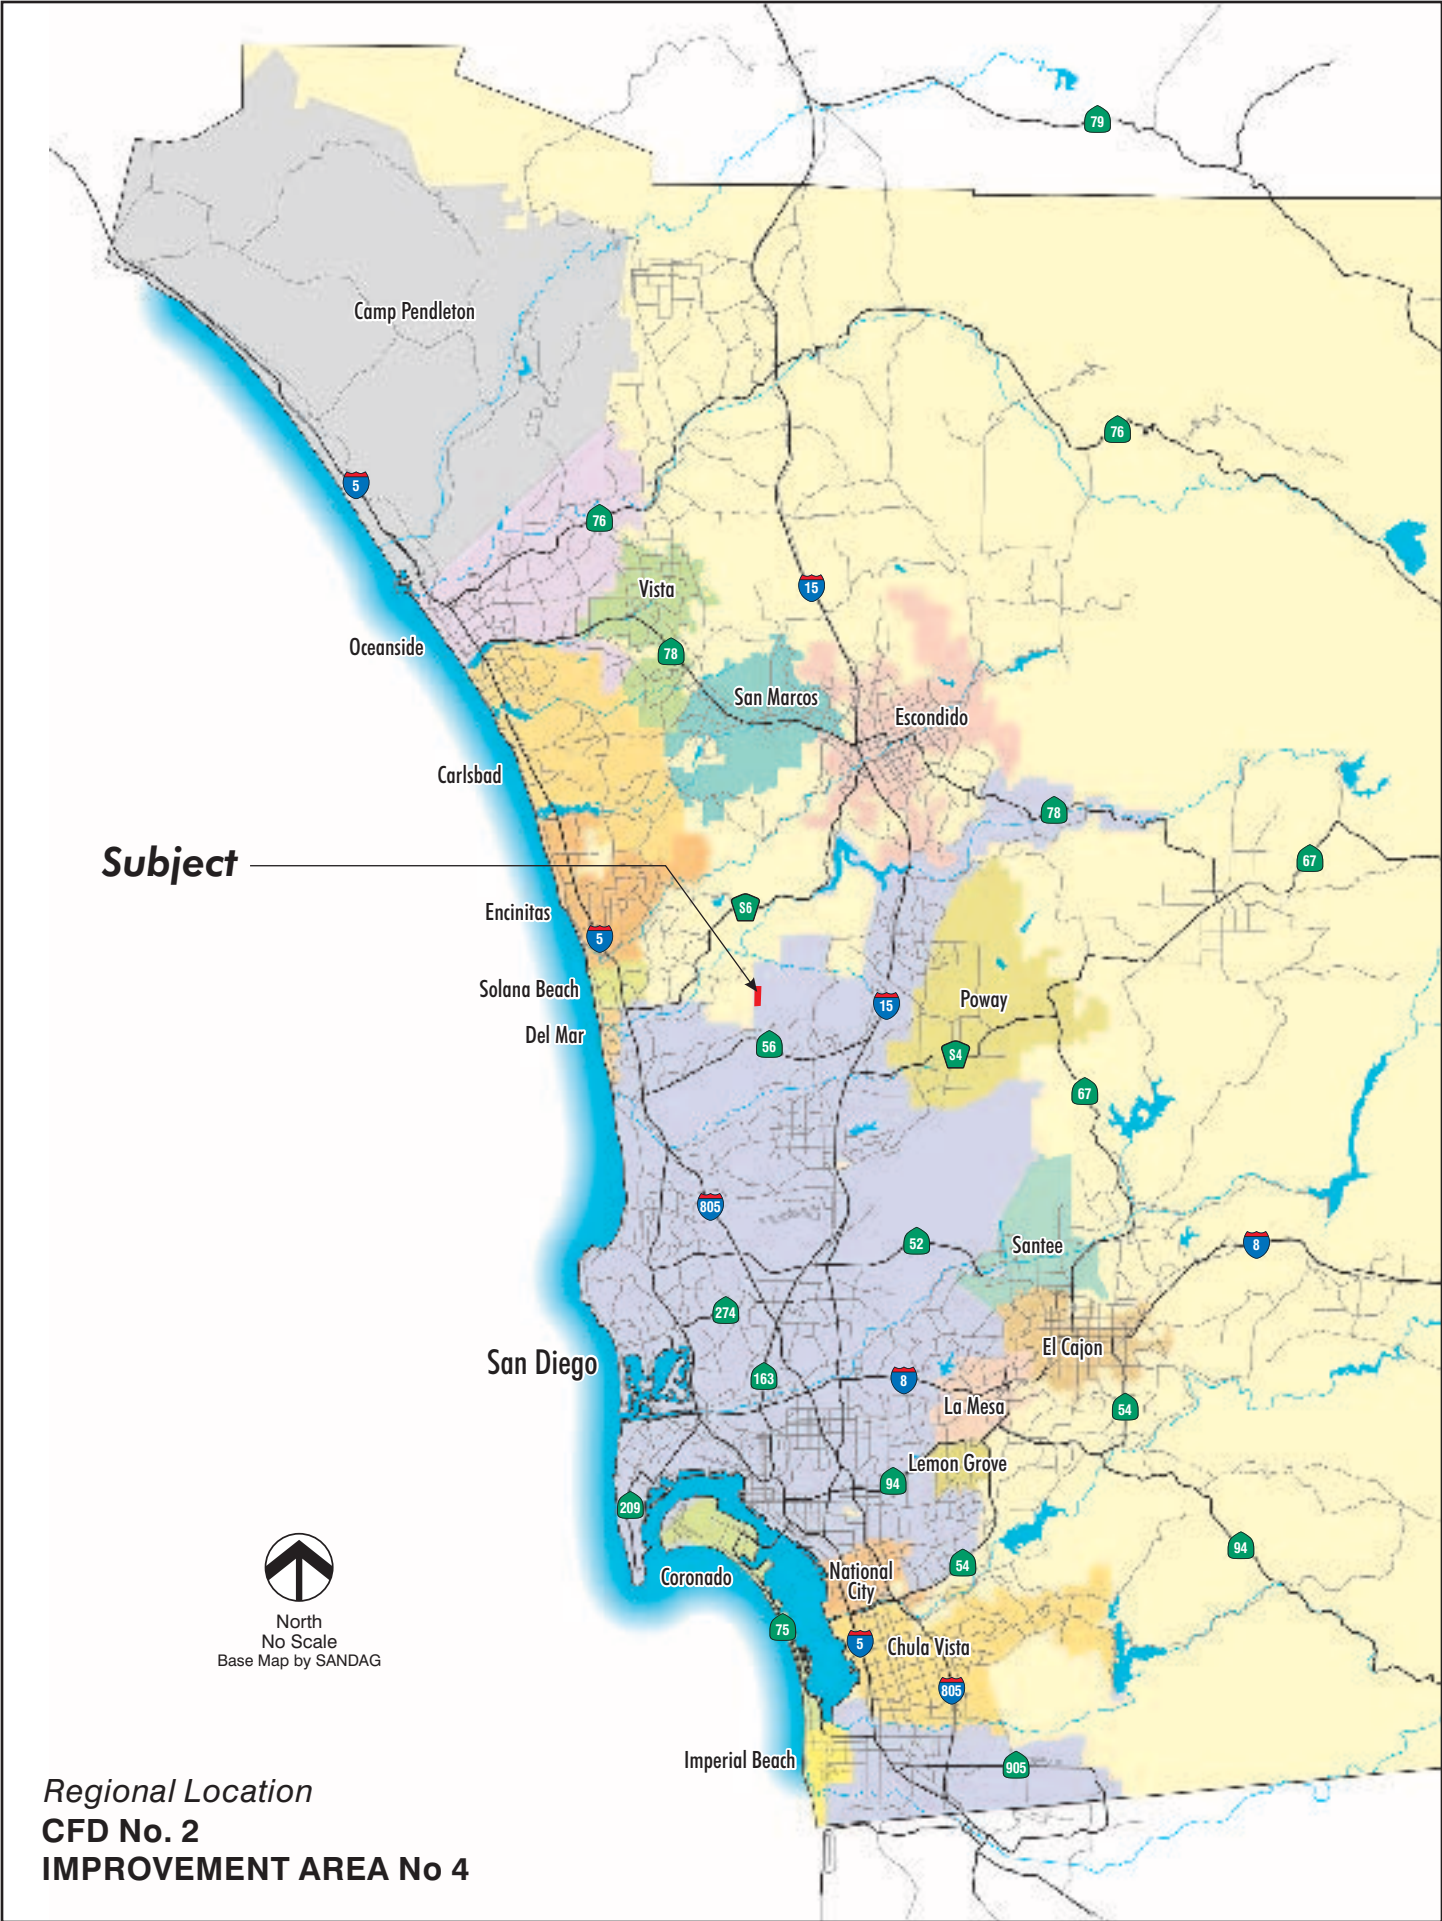 79
Camp Pendleton
76
5
76
15
Vista
Oceanside
78
San Marcos
Escondido
Carlsbad
78
67
Subject
S6
Encinitas
5
Solana Beach
15
Poway
Del Mar
56
S4
67
805
52
Santee
8
274
San Diego
El Cajon
163
8
La Mesa
54
Lemon Grove
94
209
94
54
National
City
Coronado
75
5
Chula Vista
805
North
No Scale
Base Map by SANDAG
Imperial Beach
905
Regional Location
CFD No. 2
IMPROVEMENT AREA No 4